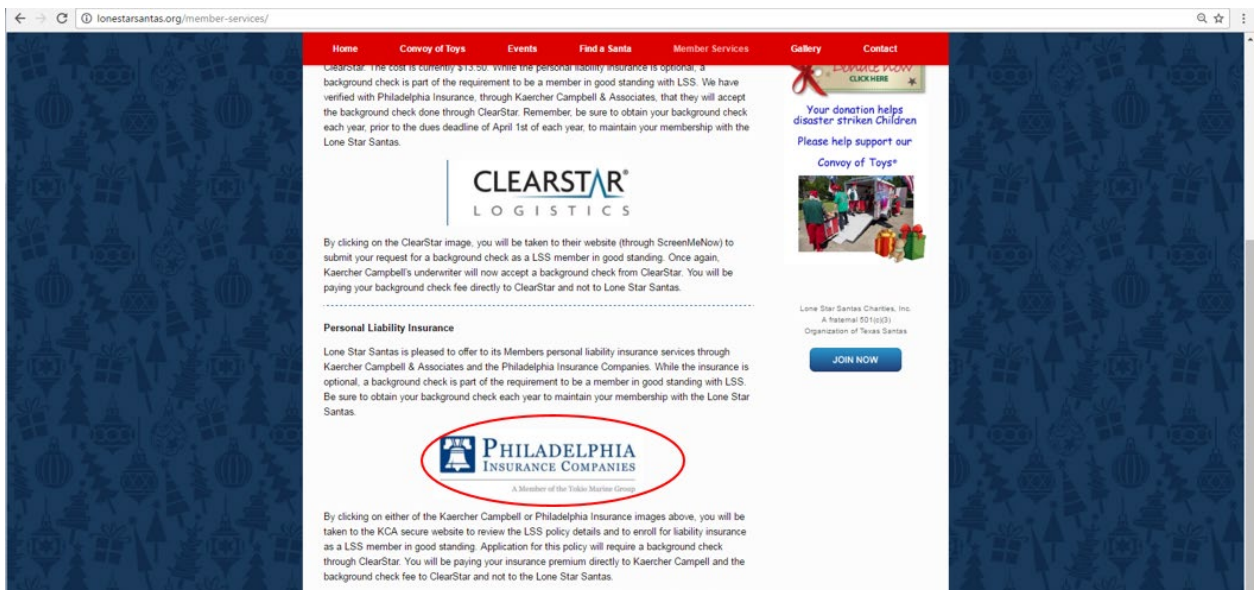 lonestarsantas.org/member-services/
Home Convoy of Toys Events Find a Santa Member Services Gallery Contact
ClearStar. The cost is currently $13.50. While the personal liability insurance is optional, a
background check is part of the requirement to be a member in good standing with LSS. We have
verified with Philadelphia Insurance, through Kaercher Campbell & Associates, that they will accept
the background check done through ClearStar. Remember, be sure to obtain your background check
each year, prior to the dues deadline of April 1st of each year, to maintain your membership with the
Lone Star Santas.
CLEARSTAR®
LOGISTICS
By clicking on the ClearStar image, you will be taken to their website (through ScreenMeNow) to
submit your request for a background check as a LSS member in good standing. Once again,
Kaercher Campbell's underwriter will now accept a background check from ClearStar. You will be
paying your background check fee directly to ClearStar and not to Lone Star Santas.
Personal Liability Insurance
Lone Star Santas is pleased to offer to its Members personal liability insurance services through
Kaercher Campbell & Associates and the Philadelphia Insurance Companies. While the insurance is
optional, a background check is part of the requirement to be a member in good standing with LSS.
Be sure to obtain your background check each year to maintain your membership with the Lone Star
Santas.
PHILADELPHIA
INSURANCE COMPANIES
A Member of the Tokio Marine Group
By clicking on either of the Kaercher Campbell or Philadelphia Insurance images above, you will be
taken to the KCA secure website to review the LSS policy details and to enroll for liability insurance
as a LSS member in good standing. Application for this policy will require a background check
through ClearStar. You will be paying your insurance premium directly to Kaercher Campell and the
background check fee to ClearStar and not to the Lone Star Santas.
Donate now
CLICK HERE
Your donation helps
disaster striken Children
Please help support our
Convoy of Toys®
Lone Star Santas Charities, Inc.
A fraternal 501(c)(3)
Organization of Texas Santas
JOIN NOW